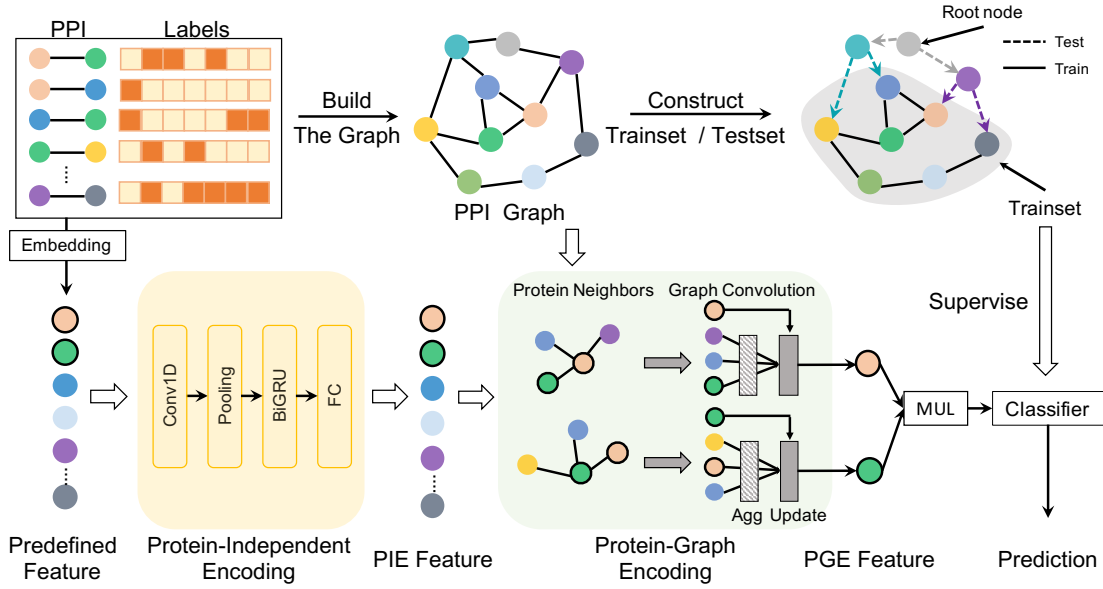 PPI
Labels
Build
The Graph
PPI Graph
Construct
Trainset / Testset
Root node
Test
Train
Trainset
Supervise
Embedding
Conv1D
Pooling
BiGRU
FC
Protein Neighbors
Graph Convolution
Agg
Update
MUL
Classifier
Predefined
Feature
Protein-Independent
Encoding
PIE Feature
Protein-Graph
Encoding
PGE Feature
Prediction